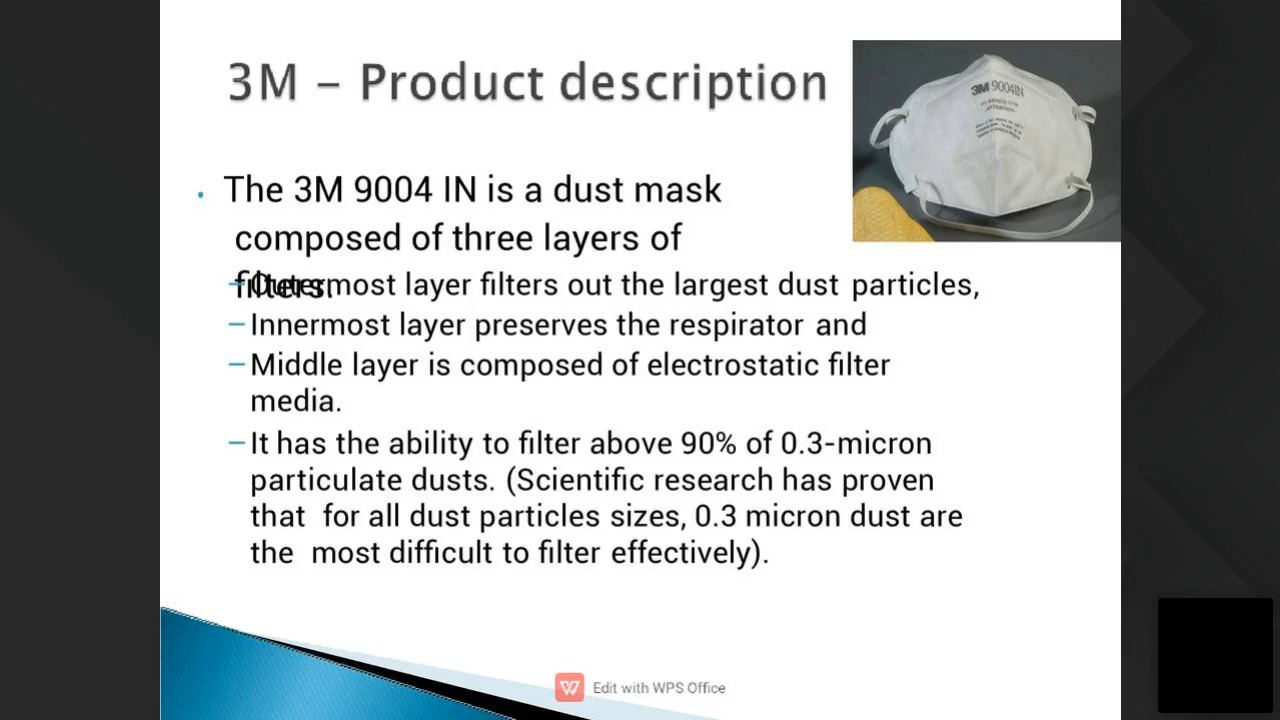 3M – Product description
3M 9004IN
The 3M 9004 IN is a dust mask
composed of three layers of
filters.
Outermost layer filters out the largest dust particles,
Innermost layer preserves the respirator and
Middle layer is composed of electrostatic filter
media.
It has the ability to filter above 90% of 0.3-micron
particulate dusts. (Scientific research has proven
that for all dust particles sizes, 0.3 micron dust are
the most difficult to filter effectively).
Edit with WPS Office